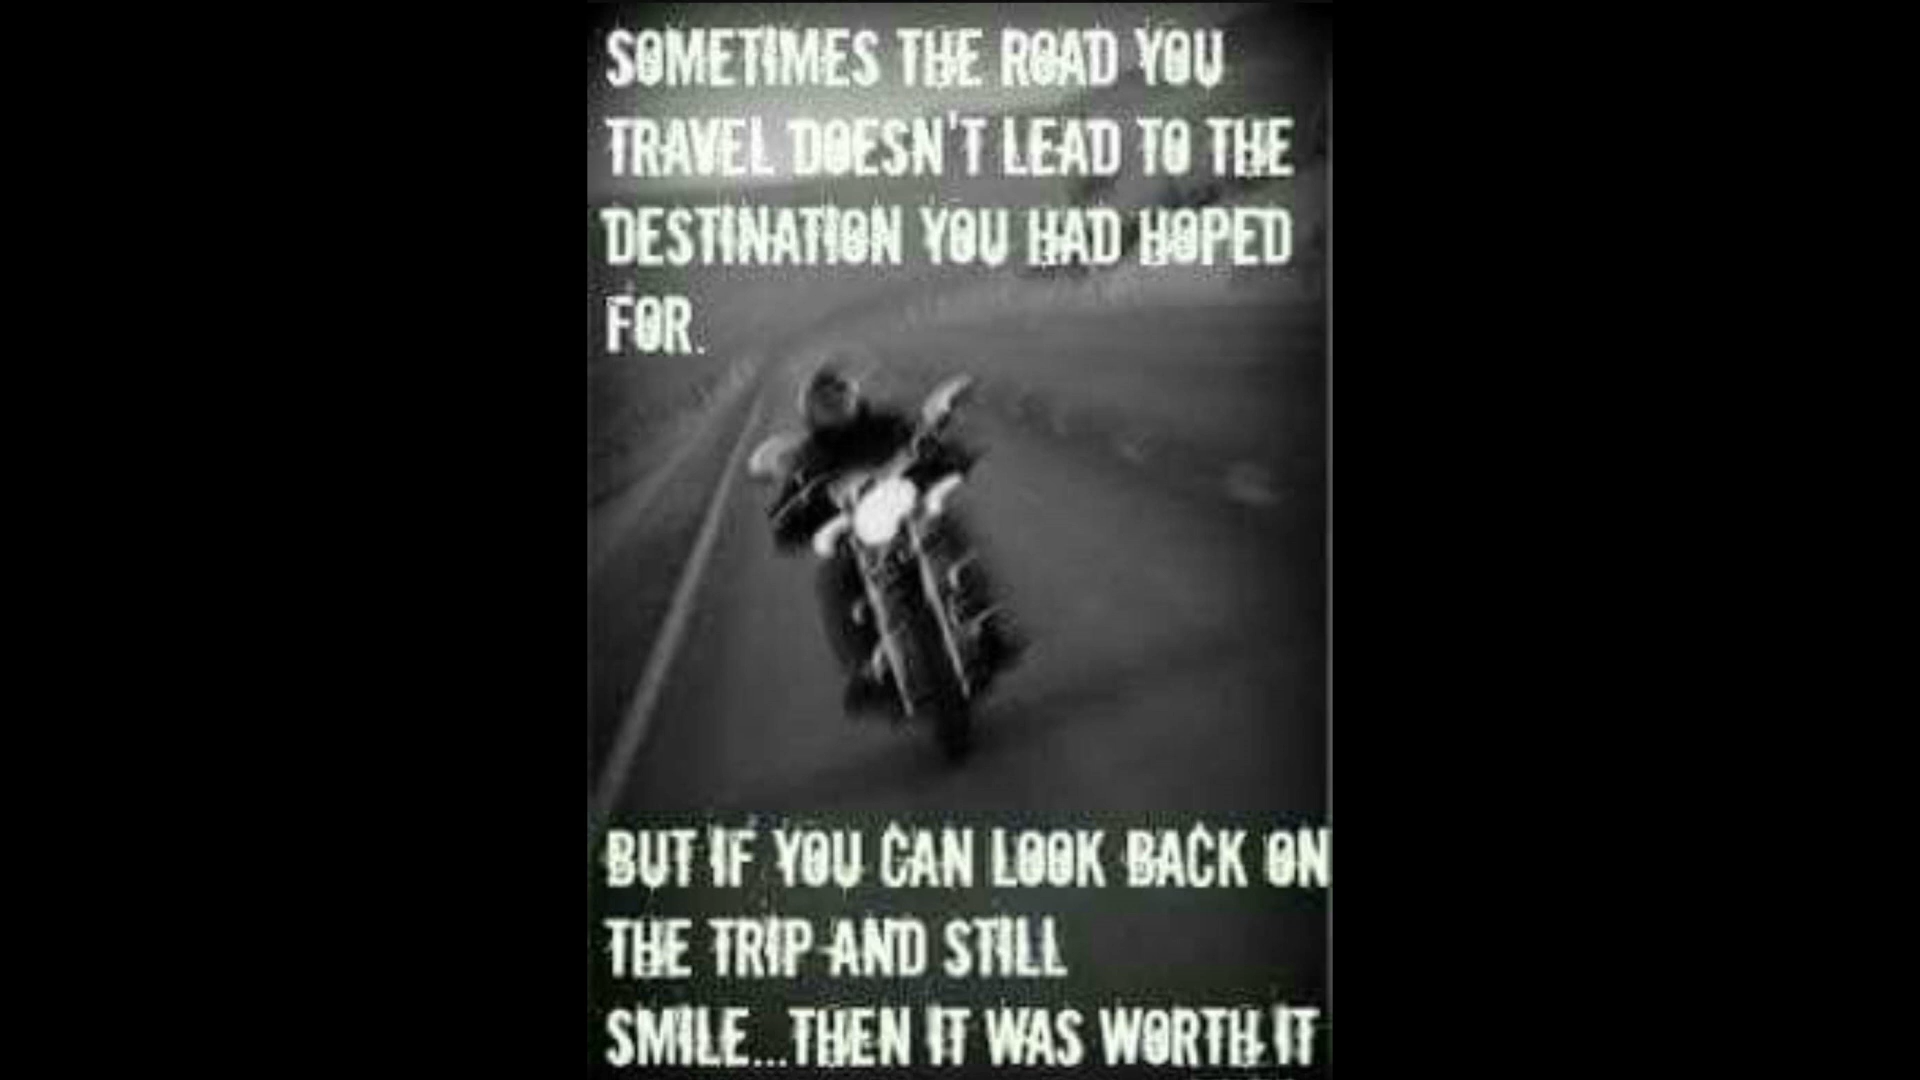 SOMETIMES THE ROAD YOU
TRAVEL DOESN'T LEAD TO THE
DESTINATION YOU HAD HOPED
FOR.
BUT IF YOU CAN LOOK BACK ON
THE TRIP AND STILL
SMILE...THEN IT WAS WORTH IT